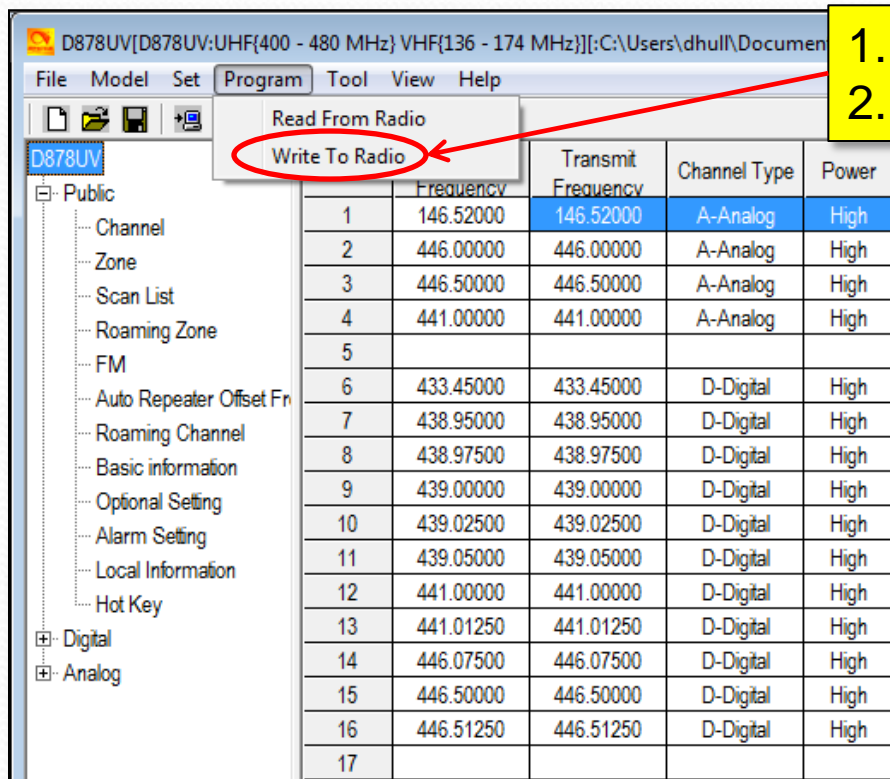 D878UV[D878UV:UHF{400 - 480 MHz} VHF{136 - 174 MHz}][:C:\Users\dhull\Documen
1.
2.
File Model Set Program Tool View Help
Read From Radio
Write To Radio
D878UV
Public
Channel
Zone
Scan List
Roaming Zone
FM
Auto Repeater Offset Fr
Roaming Channel
Basic information
Optional Setting
Alarm Setting
Local Information
Hot Key
Digital
Analog
Frequency Transmit Frequency Channel Type Power
1 146.52000 146.52000 A-Analog High
2 446.00000 446.00000 A-Analog High
3 446.50000 446.50000 A-Analog High
4 441.00000 441.00000 A-Analog High
5
6 433.45000 433.45000 D-Digital High
7 438.95000 438.95000 D-Digital High
8 438.97500 438.97500 D-Digital High
9 439.00000 439.00000 D-Digital High
10 439.02500 439.02500 D-Digital High
11 439.05000 439.05000 D-Digital High
12 441.00000 441.00000 D-Digital High
13 441.01250 441.01250 D-Digital High
14 446.07500 446.07500 D-Digital High
15 446.50000 446.50000 D-Digital High
16 446.51250 446.51250 D-Digital High
17